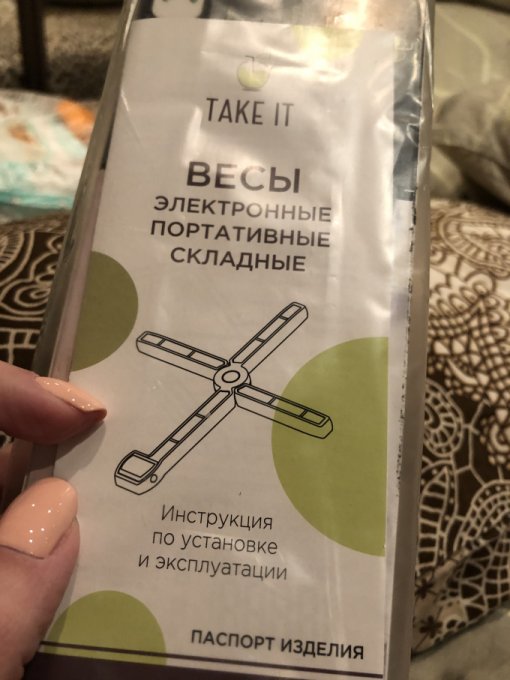 TAKE IT
ВЕСЫ
ЭЛЕКТРОННЫЕ
ПОРТАТИВНЫЕ
СКЛАДНЫЕ
Инструкция
по установке
и эксплуатации
ПАСПОРТ ИЗДЕЛИЯ